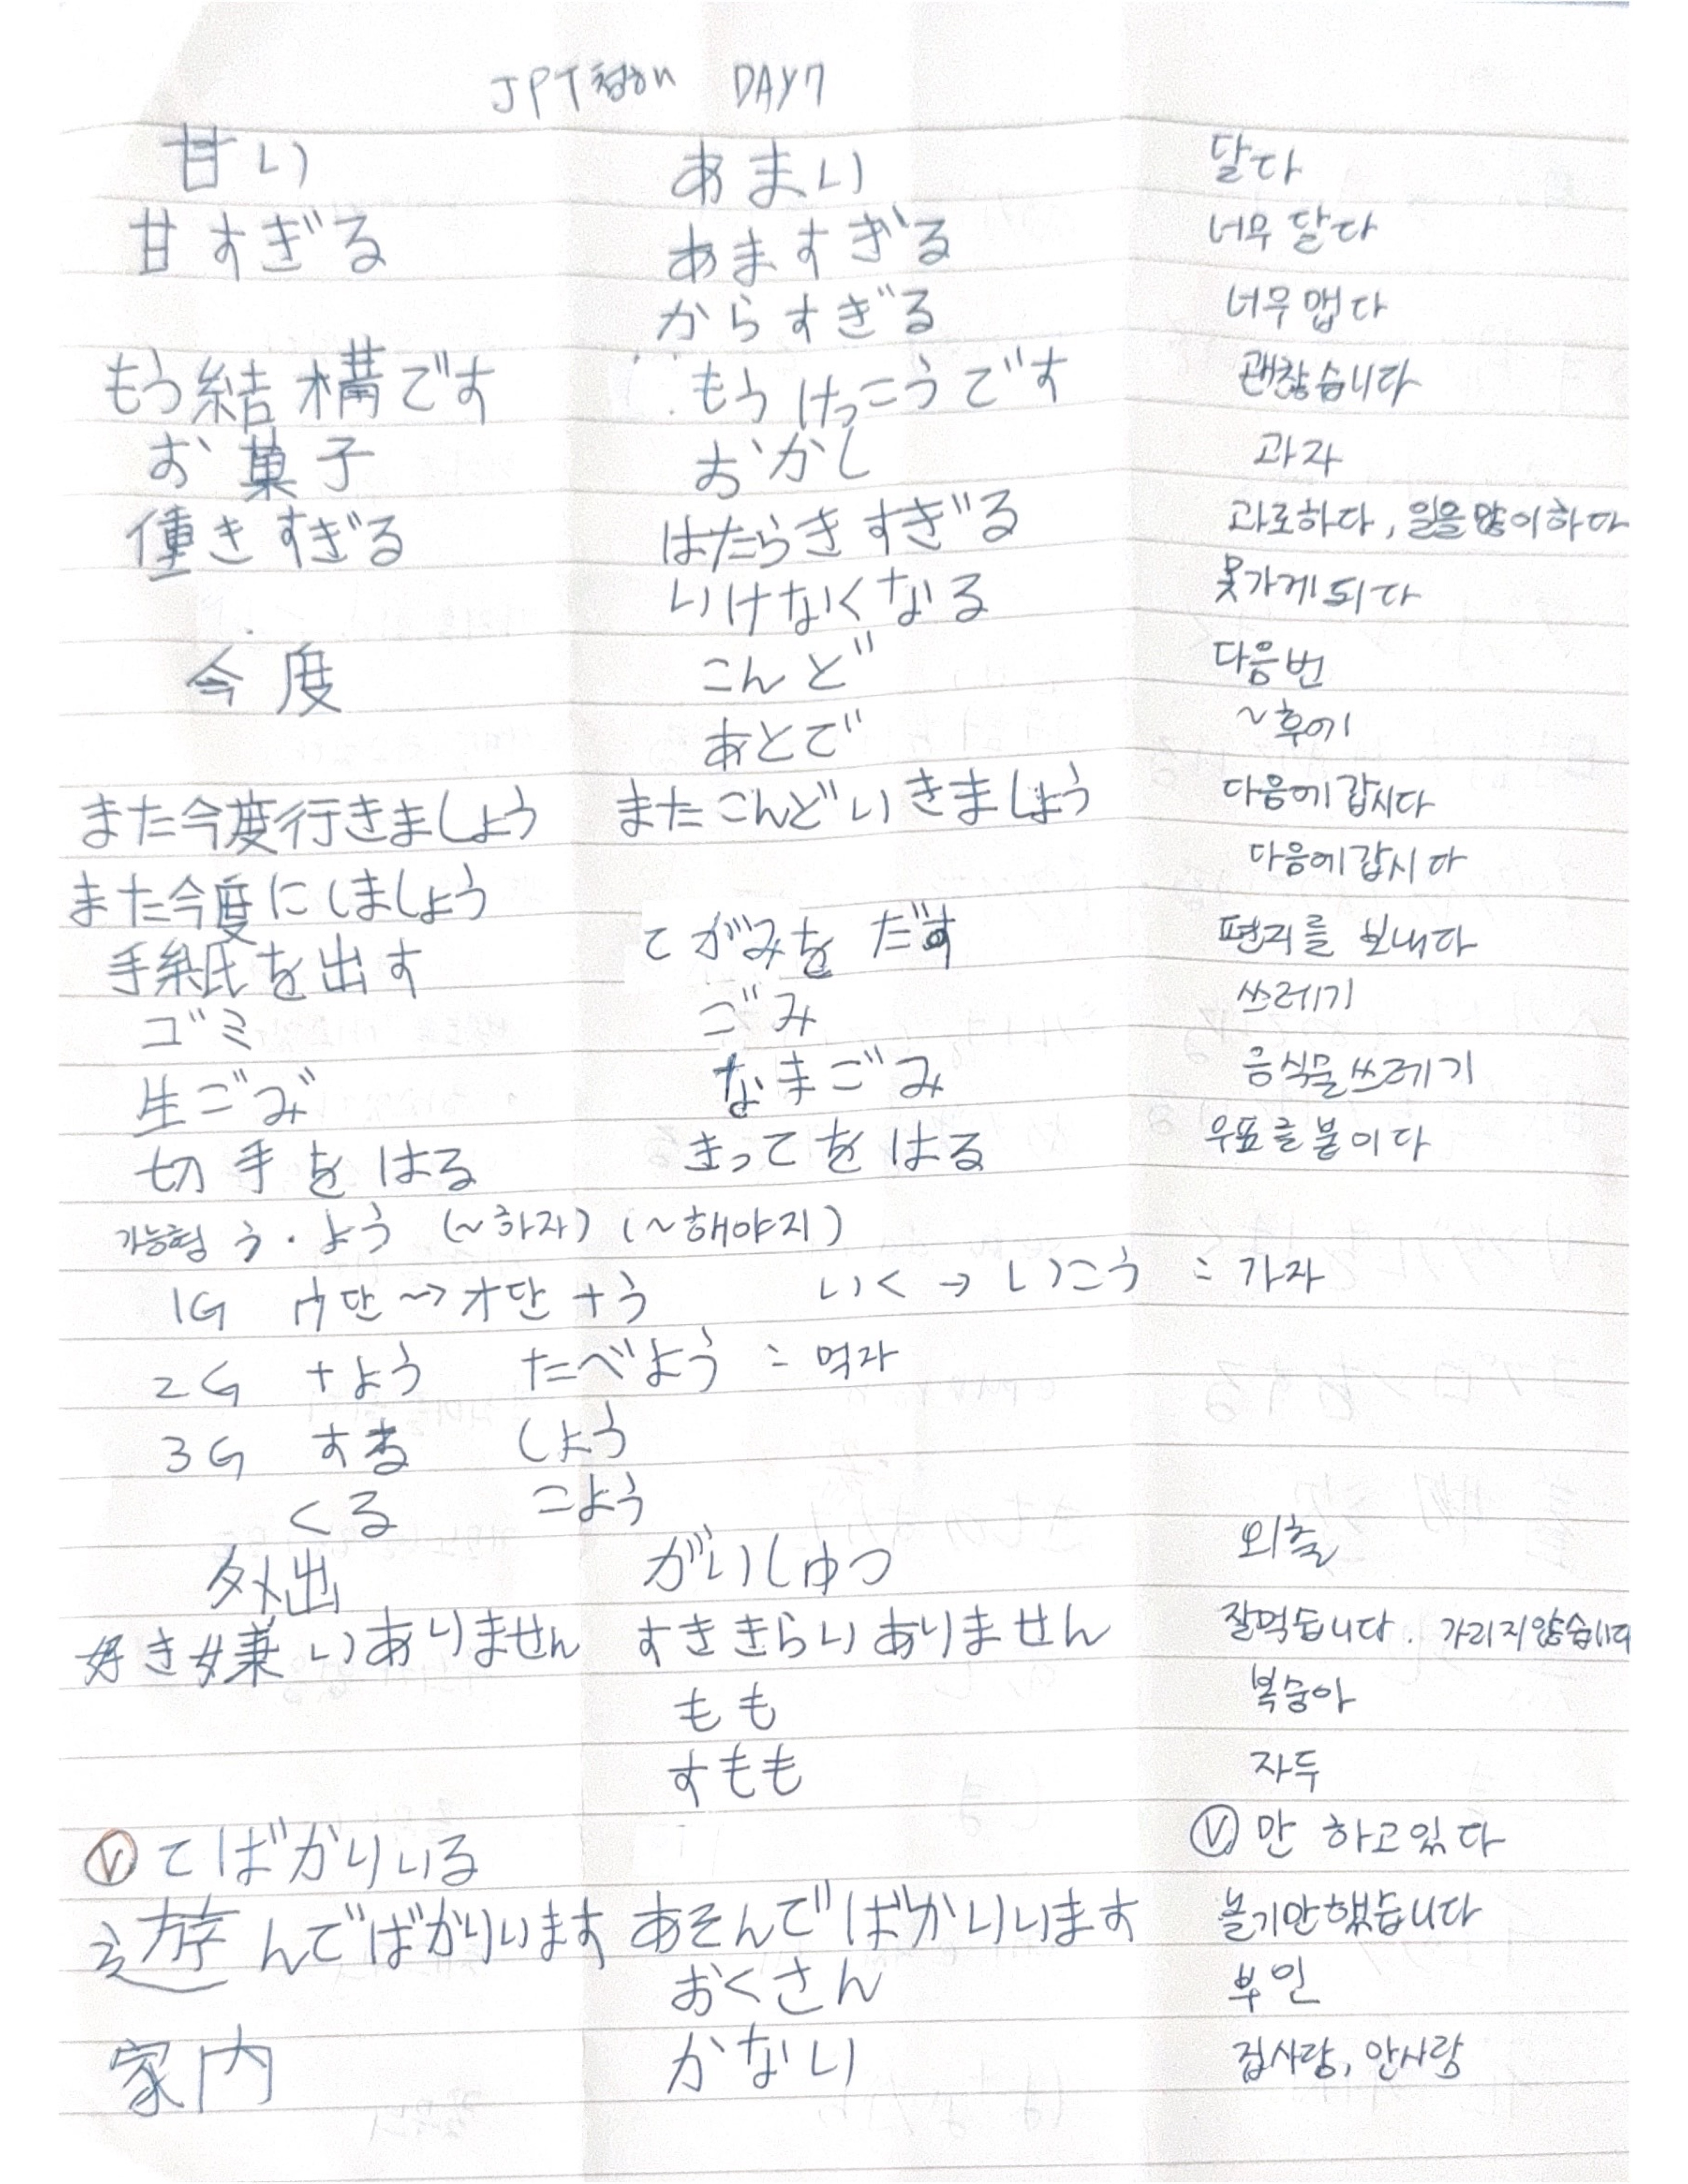 JPT 청해 DAY7
甘い あまい 달다
甘すぎる あますぎる 너무 달다
からすぎる 너무 맵다
もう結構です もうけっこうです 괜찮습니다
お菓子 おかし 과자
働きすぎる はたらきすぎる 과로하다, 일을 많이하다
いけなくなる 못가게 되다
今度 こんど 다음번
あとで ~후에
また今度行きましょう またこんどいきましょう 다음에 갑시다
また今度にしましょう 다음에 갑시다
手紙を出す てがみをだす 편지를 보내다
ゴミ ごみ 쓰레기
生ごみ なまごみ 음식물쓰레기
切手をはる きってをはる 우표를 붙이다
가능형 う・よう (~하자) (~해야지)
1G ウ단 → オ단 + う いく → いこう = 가자
2G +よう たべよう = 먹자
3G する しよう
くる こよう
外出 がいしゅつ 외출
好き嫌いありません すききらいありません 잘먹습니다. 가리지않습니다
もも 복숭아
すもも 자두
Ⓥ てばかりいる Ⓥ 만 하고있다
遊んでばかりいます あそんでばかりいます 놀기만했습니다
おくさん 부인
家内 かない 집사람, 안사람